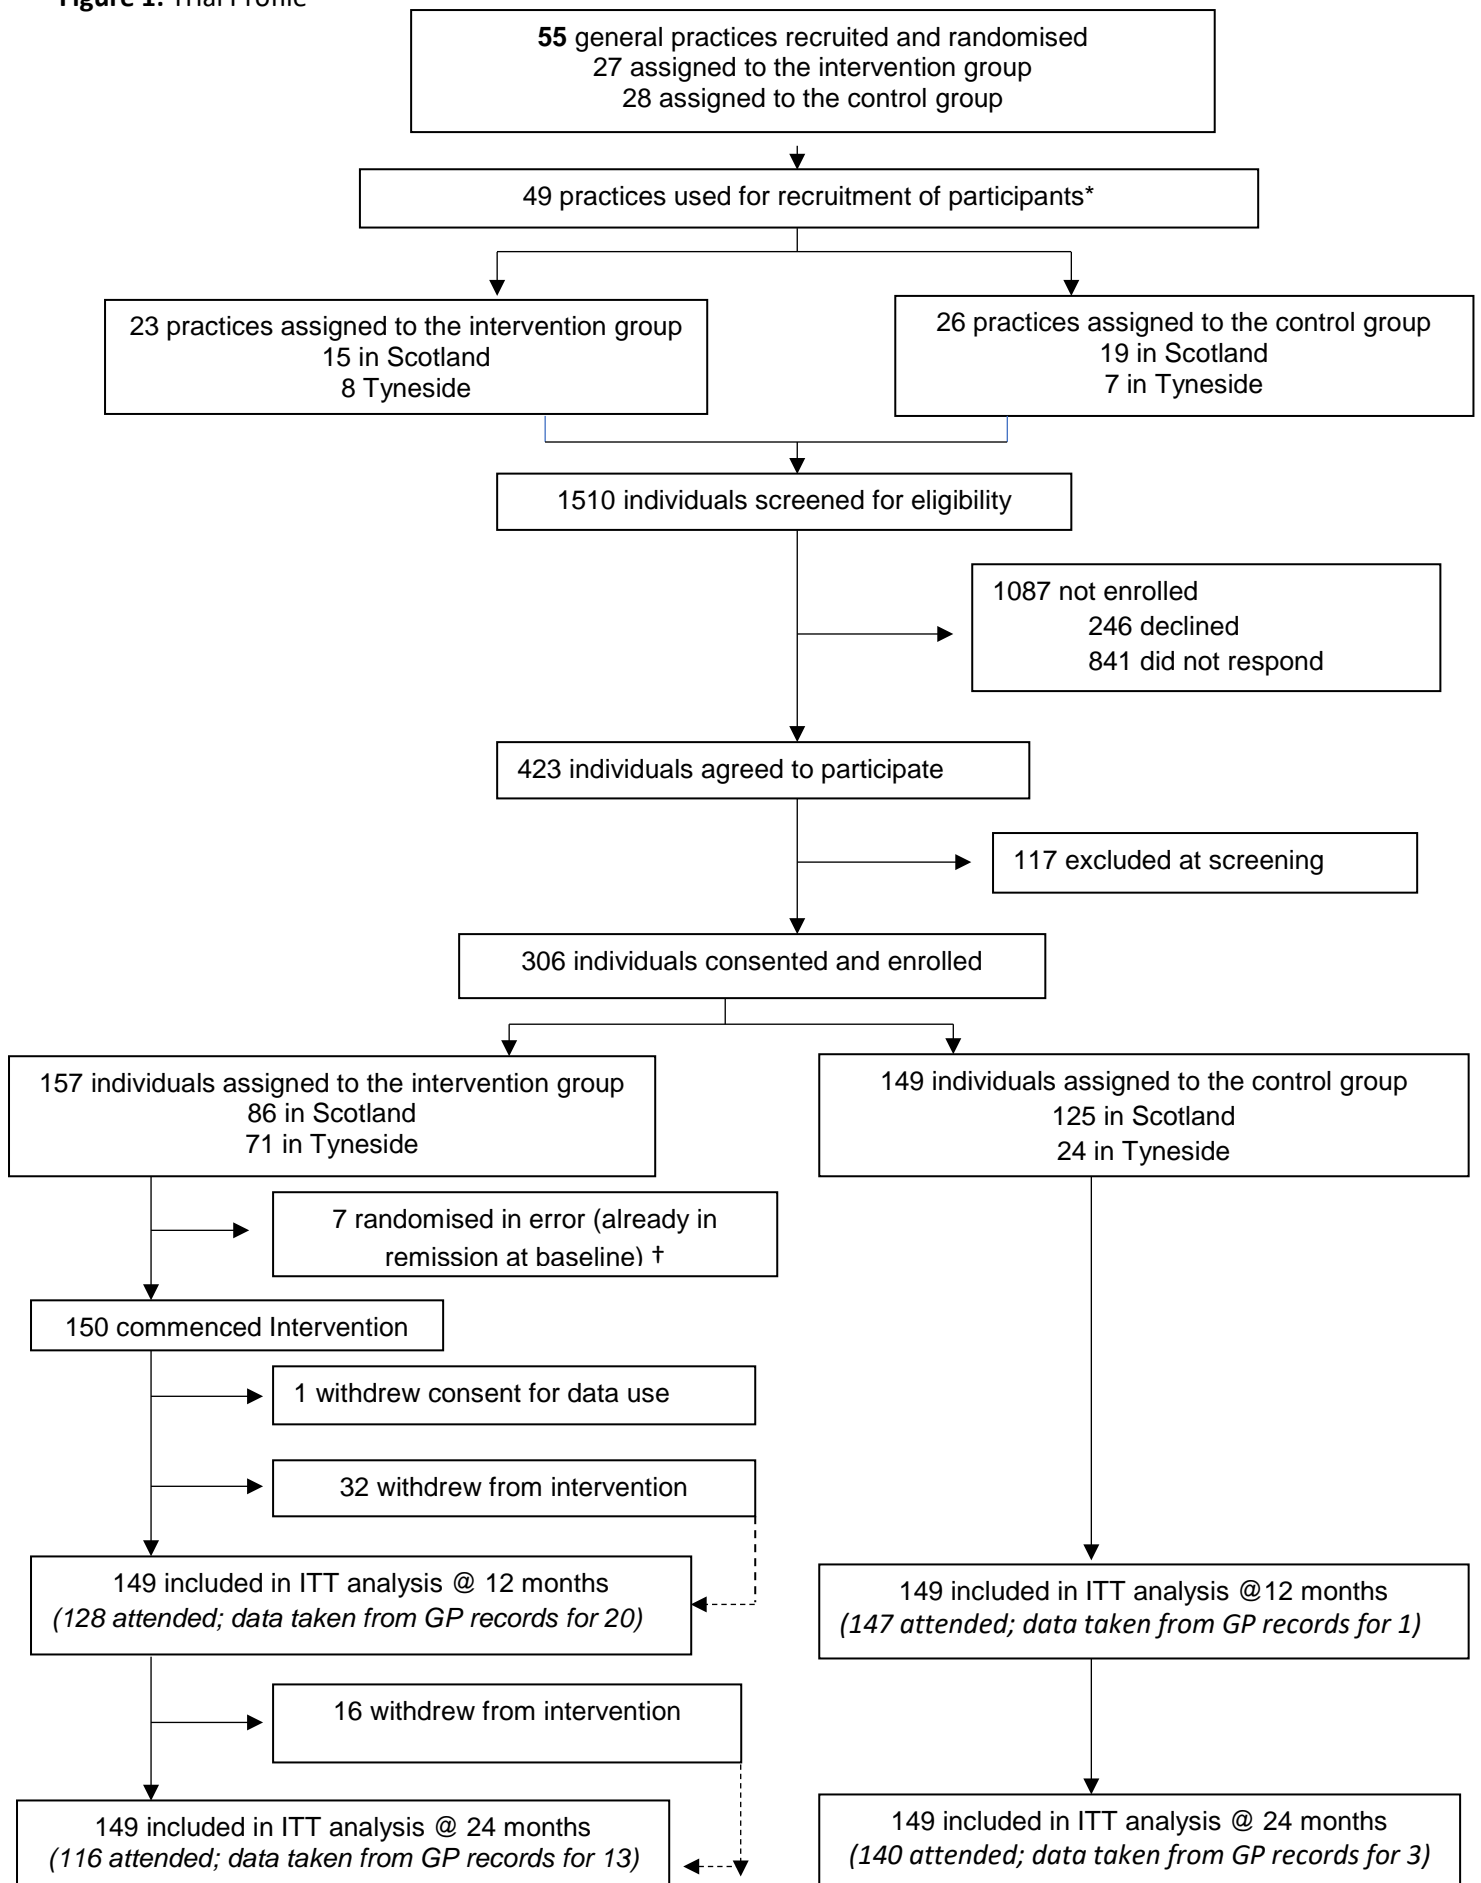 Figure 1: Trial Profile
55 general practices recruited and randomised
27 assigned to the intervention group
28 assigned to the control group
49 practices used for recruitment of participants*
23 practices assigned to the intervention group
15 in Scotland
8 Tyneside
26 practices assigned to the control group
19 in Scotland
7 in Tyneside
1510 individuals screened for eligibility
1087 not enrolled
246 declined
841 did not respond
423 individuals agreed to participate
117 excluded at screening
306 individuals consented and enrolled
157 individuals assigned to the intervention group
86 in Scotland
71 in Tyneside
149 individuals assigned to the control group
125 in Scotland
24 in Tyneside
7 randomised in error (already in
remission at baseline) †
150 commenced Intervention
1 withdrew consent for data use
32 withdrew from intervention
149 included in ITT analysis @ 12 months
(128 attended; data taken from GP records for 20)
149 included in ITT analysis @12 months
(147 attended; data taken from GP records for 1)
16 withdrew from intervention
149 included in ITT analysis @ 24 months
(116 attended; data taken from GP records for 13)
149 included in ITT analysis @ 24 months
(140 attended; data taken from GP records for 3)